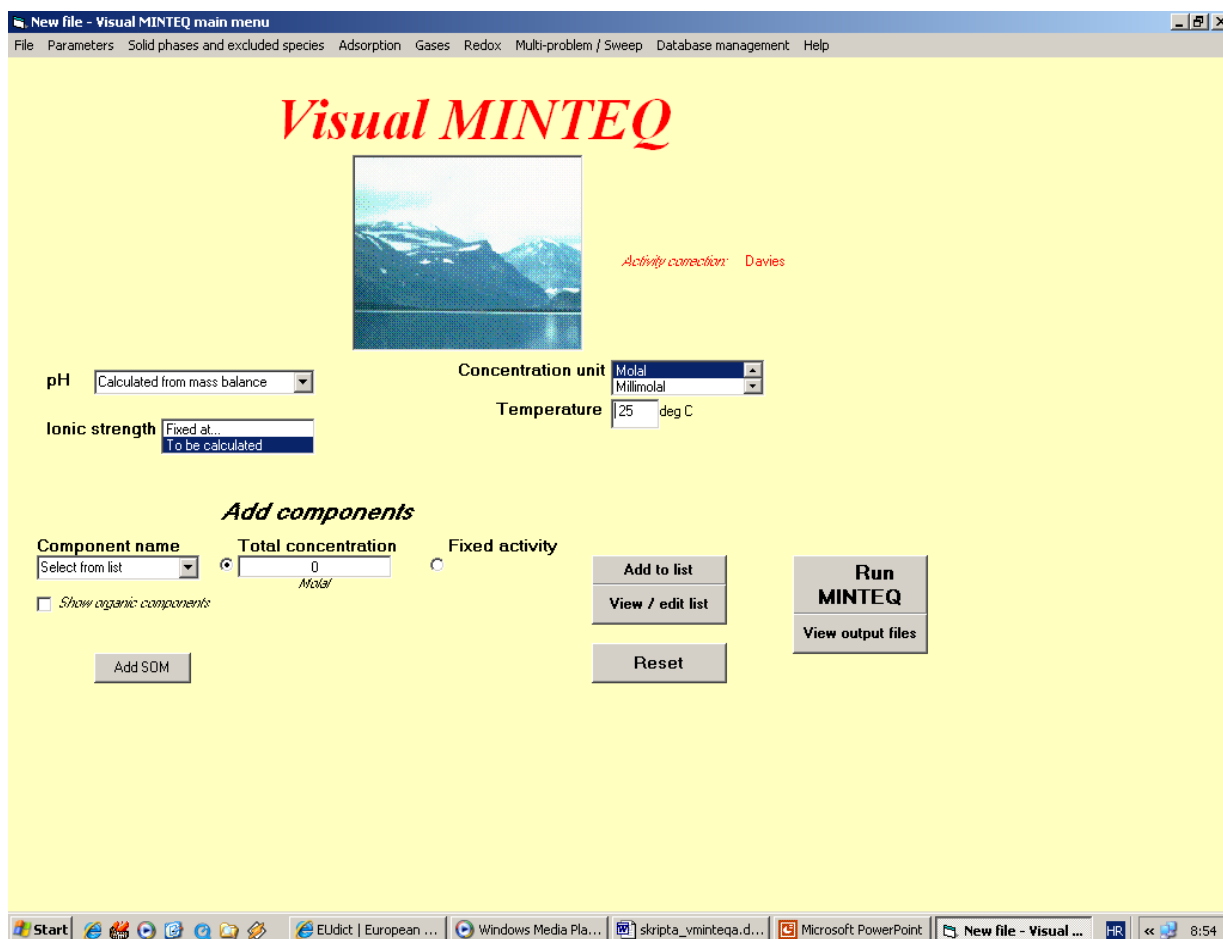 New file - Visual MINTEQ main menu
File Parameters Solid phases and excluded species Adsorption Gases Redox Multi-problem / Sweep Database management Help
Visual MINTEQ
Activity correction: Davies
pH Calculated from mass balance
Concentration unit Molal
Millimolal
Temperature 25 deg C
Ionic strength Fixed at...
To be calculated
Add components
Component name Total concentration Fixed activity
Select from list 0
Molal
Show organic components
Add to list
View / edit list
Run
MINTEQ
View output files
Add SOM
Reset
Start EUdict | European ... Windows Media Pla... skripta_vminteqa.d... Microsoft PowerPoint New file - Visual ... HR « 8:54